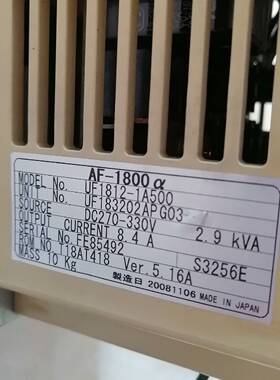 AF-1800α
MODEL No. UF1812-1A500
UNIT No. UF183202APG03-
SOURCE DC270-330V
OUTPUT CURRENT 8.4 A 2.9 kVA
SERIAL No. FE85492
ROM No. 118AT418 S3256E
MASS 10 Kg Ver.5.16A
製造日 20081106 MADE IN JAPAN